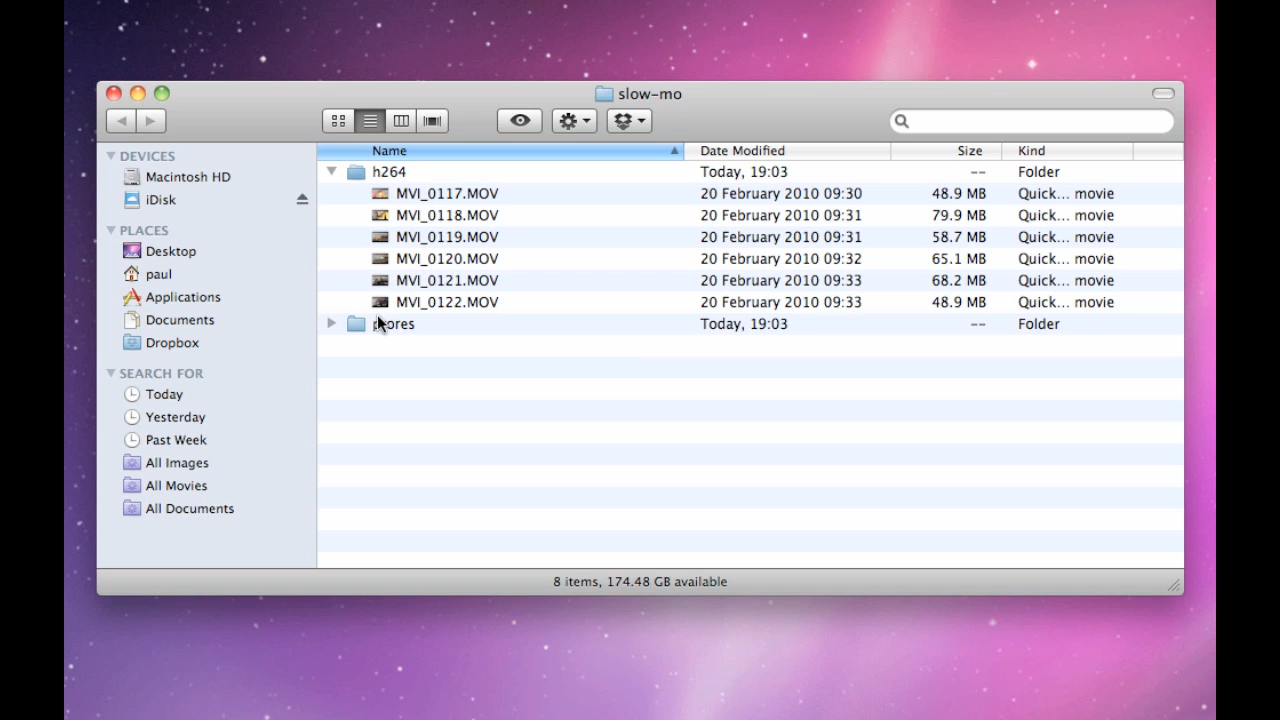 slow-mo
DEVICES
Macintosh HD
iDisk
PLACES
Desktop
paul
Applications
Documents
Dropbox
SEARCH FOR
Today
Yesterday
Past Week
All Images
All Movies
All Documents
Name Date Modified Size Kind
h264 Today, 19:03 -- Folder
MVI_0117.MOV 20 February 2010 09:30 48.9 MB Quick... movie
MVI_0118.MOV 20 February 2010 09:31 79.9 MB Quick... movie
MVI_0119.MOV 20 February 2010 09:31 58.7 MB Quick... movie
MVI_0120.MOV 20 February 2010 09:32 65.1 MB Quick... movie
MVI_0121.MOV 20 February 2010 09:33 68.2 MB Quick... movie
MVI_0122.MOV 20 February 2010 09:33 48.9 MB Quick... movie
Today, 19:03 -- Folder
8 items, 174.48 GB available